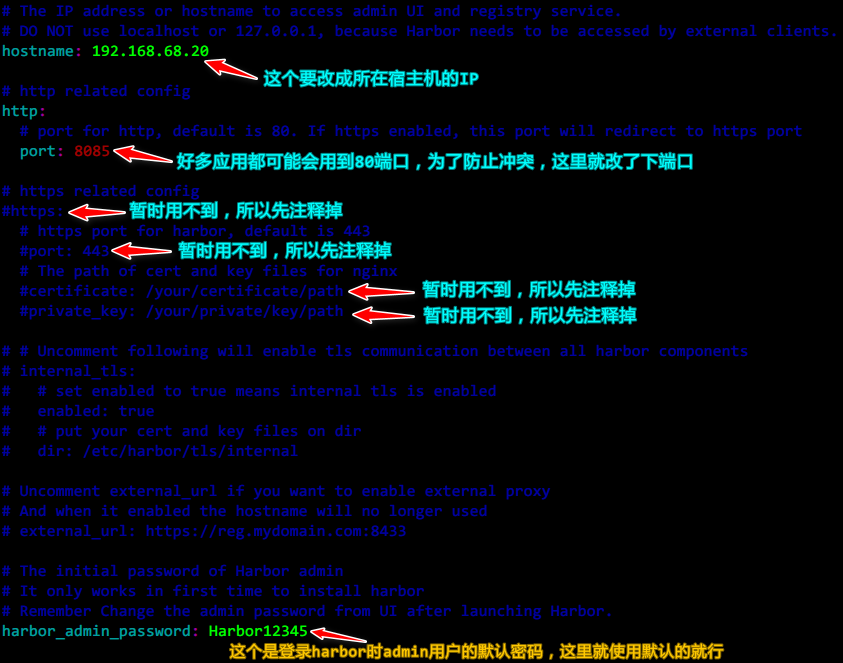 # The IP address or hostname to access admin UI and registry service.
# DO NOT use localhost or 127.0.0.1, because Harbor needs to be accessed by external clients.
hostname: 192.168.68.20
这个要改成所在宿主机的IP
# http related config
http:
# port for http, default is 80. If https enabled, this port will redirect to https port
port: 8085
好多应用都可能会用到80端口，为了防止冲突，这里就改了下端口
# https related config
#https:
暂时用不到，所以先注释掉
# https port for harbor, default is 443
#port: 443
暂时用不到，所以先注释掉
# The path of cert and key files for nginx
#certificate: /your/certificate/path
暂时用不到，所以先注释掉
#private_key: /your/private/key/path
暂时用不到，所以先注释掉
# # Uncomment following will enable tls communication between all harbor components
# internal_tls:
#   # set enabled to true means internal tls is enabled
#   enabled: true
#   # put your cert and key files on dir
#   dir: /etc/harbor/tls/internal
# Uncomment external_url if you want to enable external proxy
# And when it enabled the hostname will no longer used
# external_url: https://reg.mydomain.com:8433
# The initial password of Harbor admin
# It only works in first time to install harbor
# Remember Change the admin password from UI after launching Harbor.
harbor_admin_password: Harbor12345
这个是登录harbor时admin用户的默认密码，这里就使用默认的就行